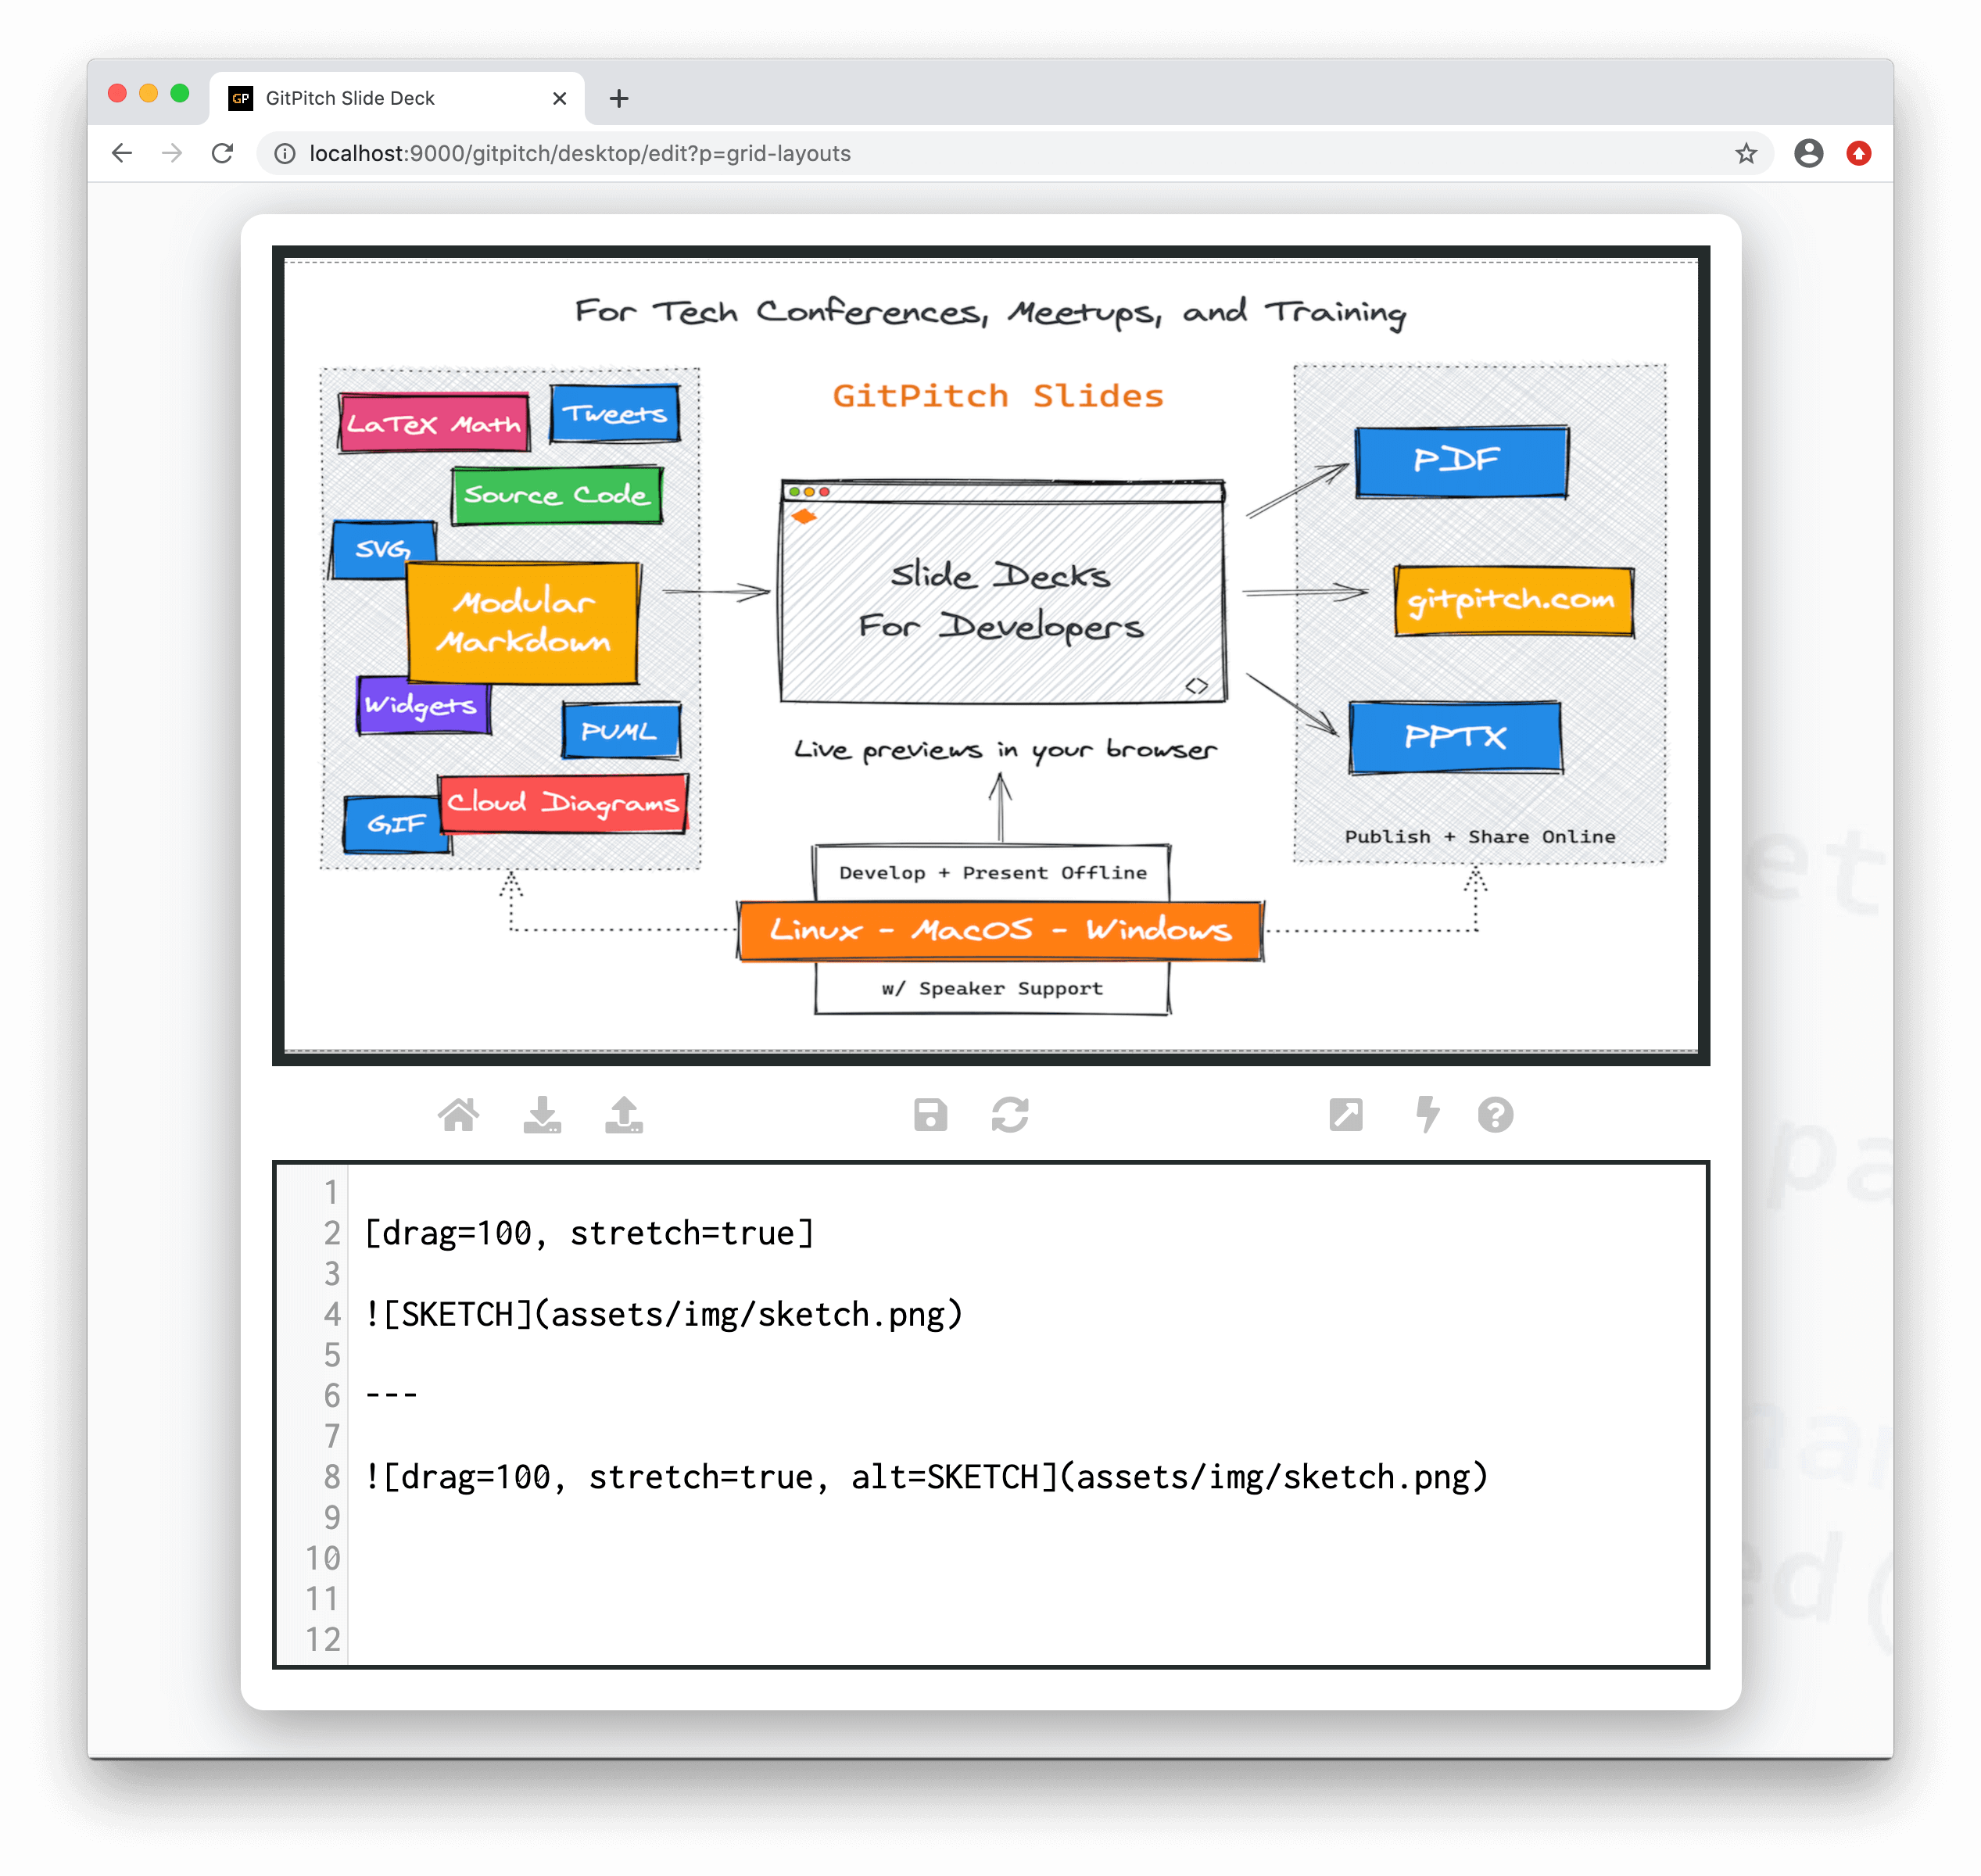 GP GitPitch Slide Deck
localhost:9000/gitpitch/desktop/edit?p=grid-layouts
For Tech Conferences, Meetups, and Training
GitPitch Slides
LaTeX Math
Tweets
Source Code
SVG
Modular
Markdown
Widgets
PUML
Cloud Diagrams
GIF
Slide Decks
For Developers
<>
Live previews in your browser
PDF
gitpitch.com
PPTX
Publish + Share Online
Develop + Present Offline
Linux - MacOS - Windows
w/ Speaker Support
1
2 [drag=100, stretch=true]
3
4 ![SKETCH](assets/img/sketch.png)
5
6 ---
7
8 ![drag=100, stretch=true, alt=SKETCH](assets/img/sketch.png)
9
10
11
12